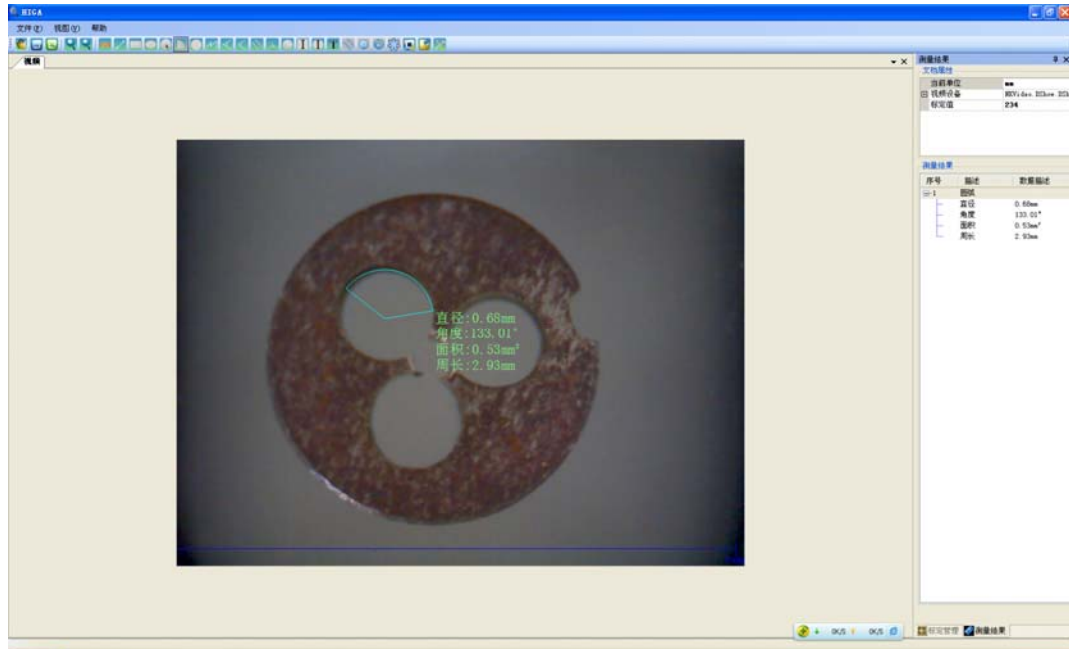 HIGA
文件(F) 视图(V) 帮助
视频
测量结果
文档属性
当前单位 mm
视频设备
标定值 234
测量结果
序号 描述 数据描述
1 圆弧
直径 0.68mm
角度 133.01°
面积 0.53mm²
周长 2.93mm
直径:0.68mm
角度:133.01°
面积:0.53mm²
周长:2.93mm
0K/S 0K/S
标定管理 测量结果